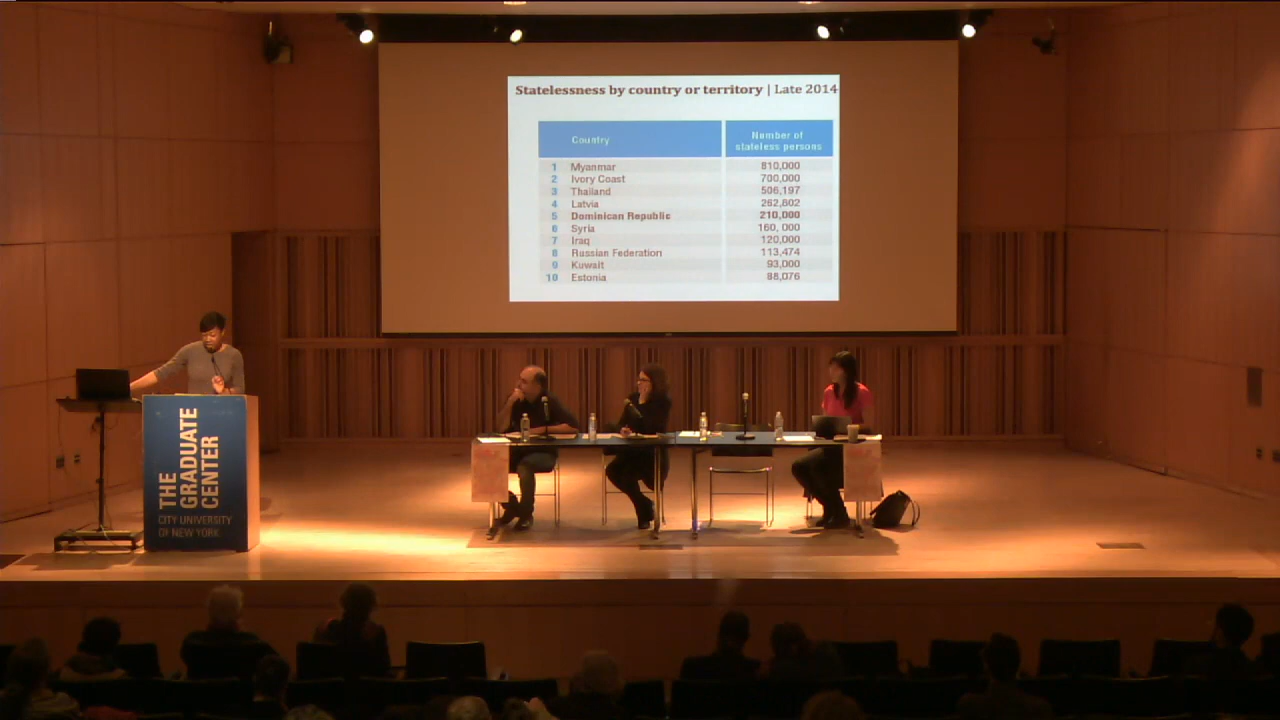 Statelessness by country or territory | Late 2014
Country Number of stateless persons
1 Myanmar 810,000
2 Ivory Coast 700,000
3 Thailand 506,197
4 Latvia 262,802
5 Dominican Republic 210,000
6 Syria 160, 000
7 Iraq 120,000
8 Russian Federation 113,474
9 Kuwait 93,000
10 Estonia 88,076
THE
GRADUATE
CENTER
CITY UNIVERSITY
OF NEW YORK